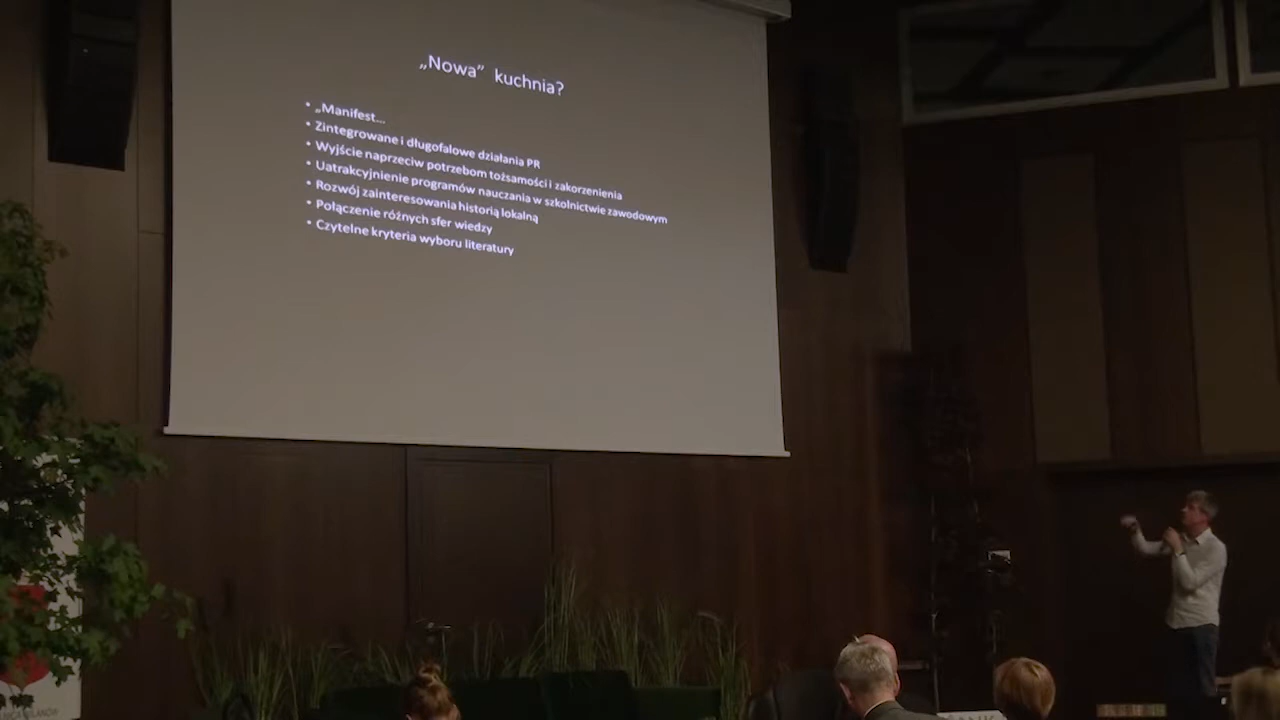 „Nowa” kuchnia?
• „Manifest...
• Zintegrowane i długofalowe działania PR
• Wyjście naprzeciw potrzebom tożsamości i zakorzenienia
• Uatrakcyjnienie programów nauczania w szkolnictwie zawodowym
• Rozwój zainteresowania historią lokalną
• Połączenie różnych sfer wiedzy
• Czytelne kryteria wyboru literatury